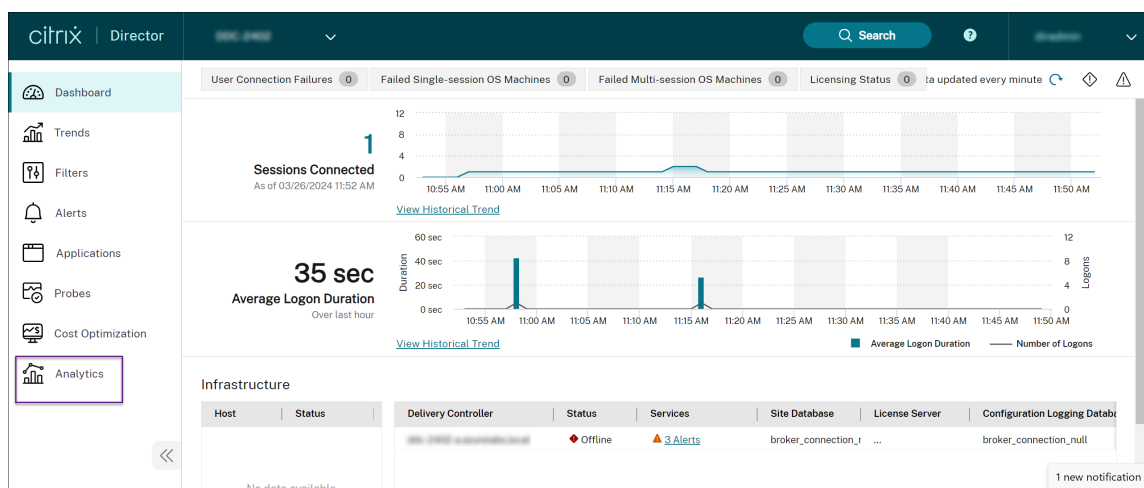 citrix | Director
Search
?
Dashboard
Trends
Filters
Alerts
Applications
Probes
Cost Optimization
Analytics
User Connection Failures 0 Failed Single-session OS Machines 0 Failed Multi-session OS Machines 0 Licensing Status 0 ta updated every minute
1
Sessions Connected
As of 03/26/2024 11:52 AM
12
8
4
0
10:55 AM 11:00 AM 11:05 AM 11:10 AM 11:15 AM 11:20 AM 11:25 AM 11:30 AM 11:35 AM 11:40 AM 11:45 AM 11:50 AM
View Historical Trend
35 sec
Average Logon Duration
Over last hour
Duration
60 sec
40 sec
20 sec
0 sec
12
8
4
0
Logons
10:55 AM 11:00 AM 11:05 AM 11:10 AM 11:15 AM 11:20 AM 11:25 AM 11:30 AM 11:35 AM 11:40 AM 11:45 AM 11:50 AM
View Historical Trend
Average Logon Duration Number of Logons
Infrastructure
Host Status
No data available
Delivery Controller Status Services Site Database License Server Configuration Logging Databa
Offline 3 Alerts broker_connection_r ... broker_connection_null
1 new notification